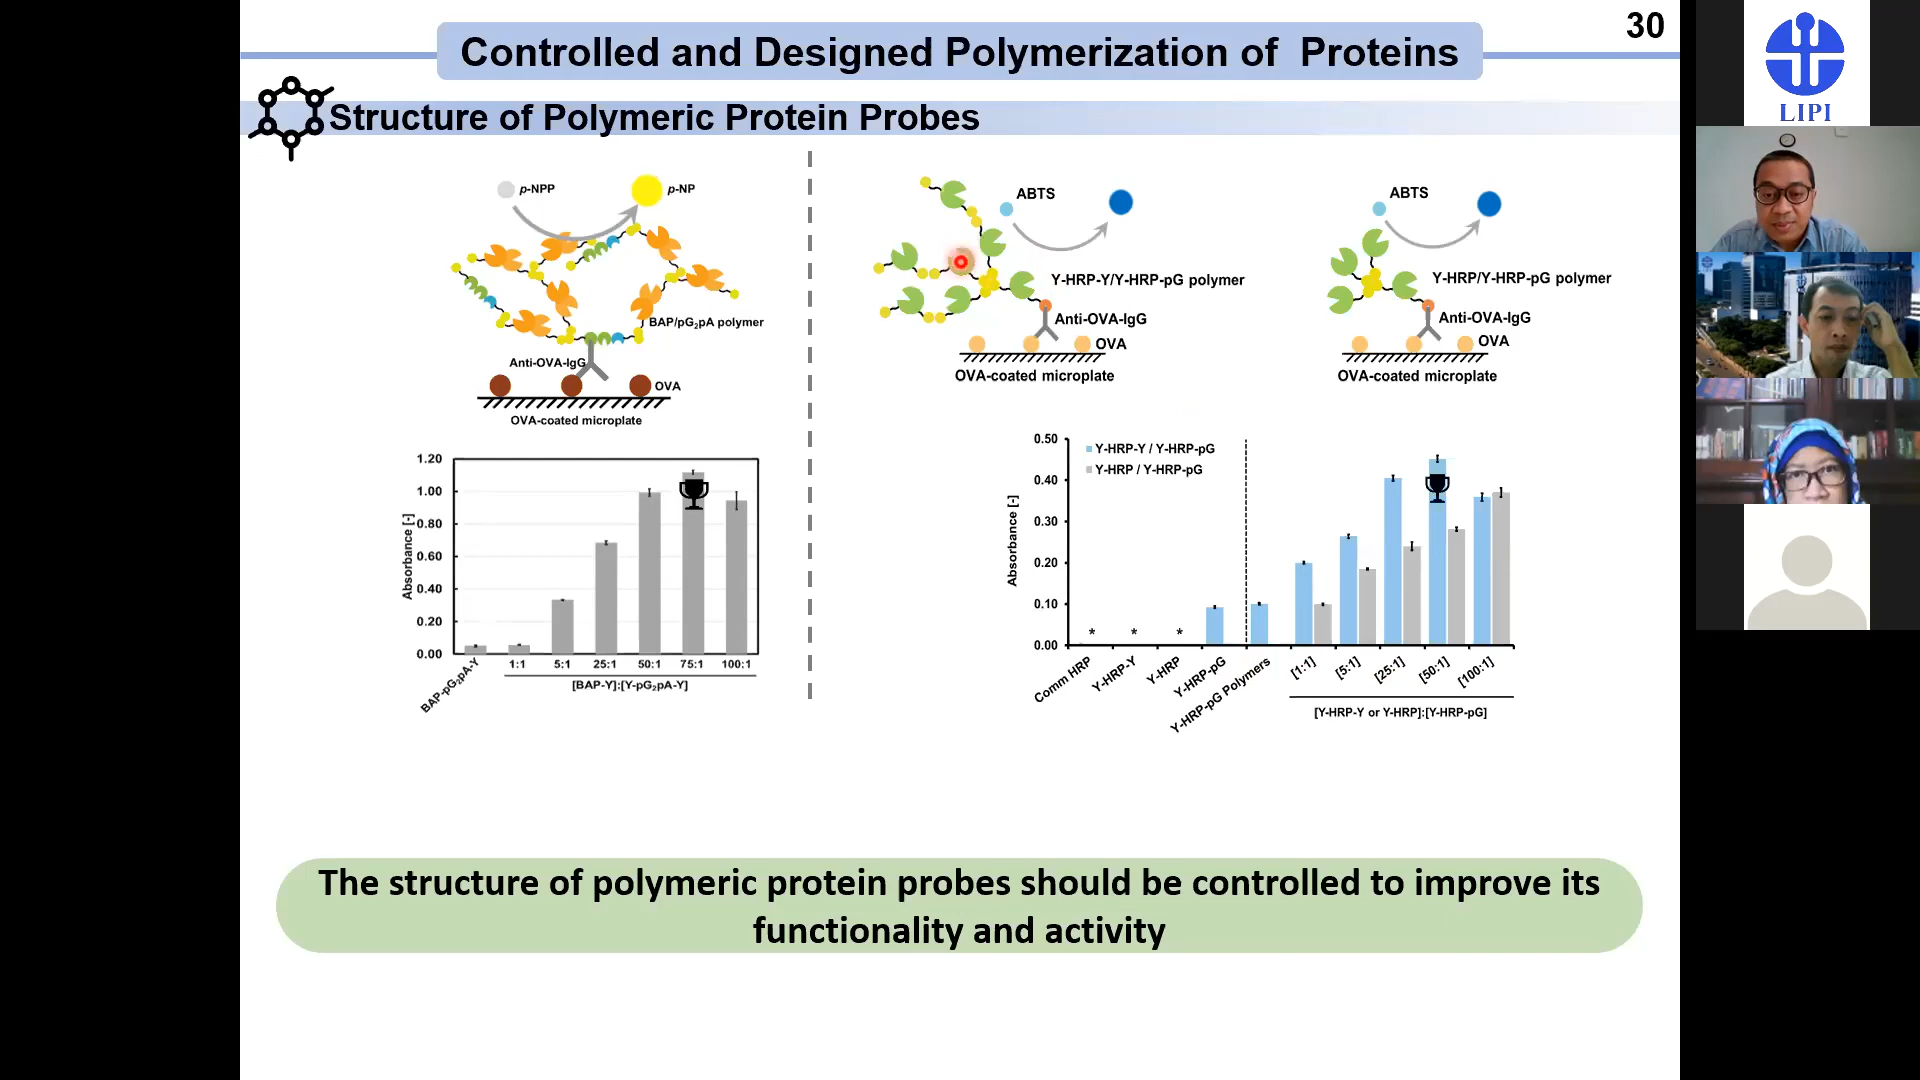 30
Controlled and Designed Polymerization of Proteins
Structure of Polymeric Protein Probes
LIPI
p-NPP
p-NP
BAP/pG2pA polymer
Anti-OVA-IgG
OVA
OVA-coated microplate
ABTS
Y-HRP-Y/Y-HRP-pG polymer
Anti-OVA-IgG
OVA
OVA-coated microplate
ABTS
Y-HRP/Y-HRP-pG polymer
Anti-OVA-IgG
OVA
OVA-coated microplate
1.20
1.00
0.80
0.60
0.40
0.20
0.00
Absorbance [-]
BAP-pG2pA-Y
1:1
5:1
25:1
50:1
75:1
100:1
[BAP-Y]:[Y-pG2pA-Y]
0.50
0.40
0.30
0.20
0.10
0.00
Absorbance [-]
Y-HRP-Y / Y-HRP-pG
Y-HRP / Y-HRP-pG
*
*
*
Comm HRP
Y-HRP-Y
Y-HRP
Y-HRP-pG
Y-HRP-pG Polymers
[1:1]
[5:1]
[25:1]
[50:1]
[100:1]
[Y-HRP-Y or Y-HRP]:[Y-HRP-pG]
The structure of polymeric protein probes should be controlled to improve its
functionality and activity